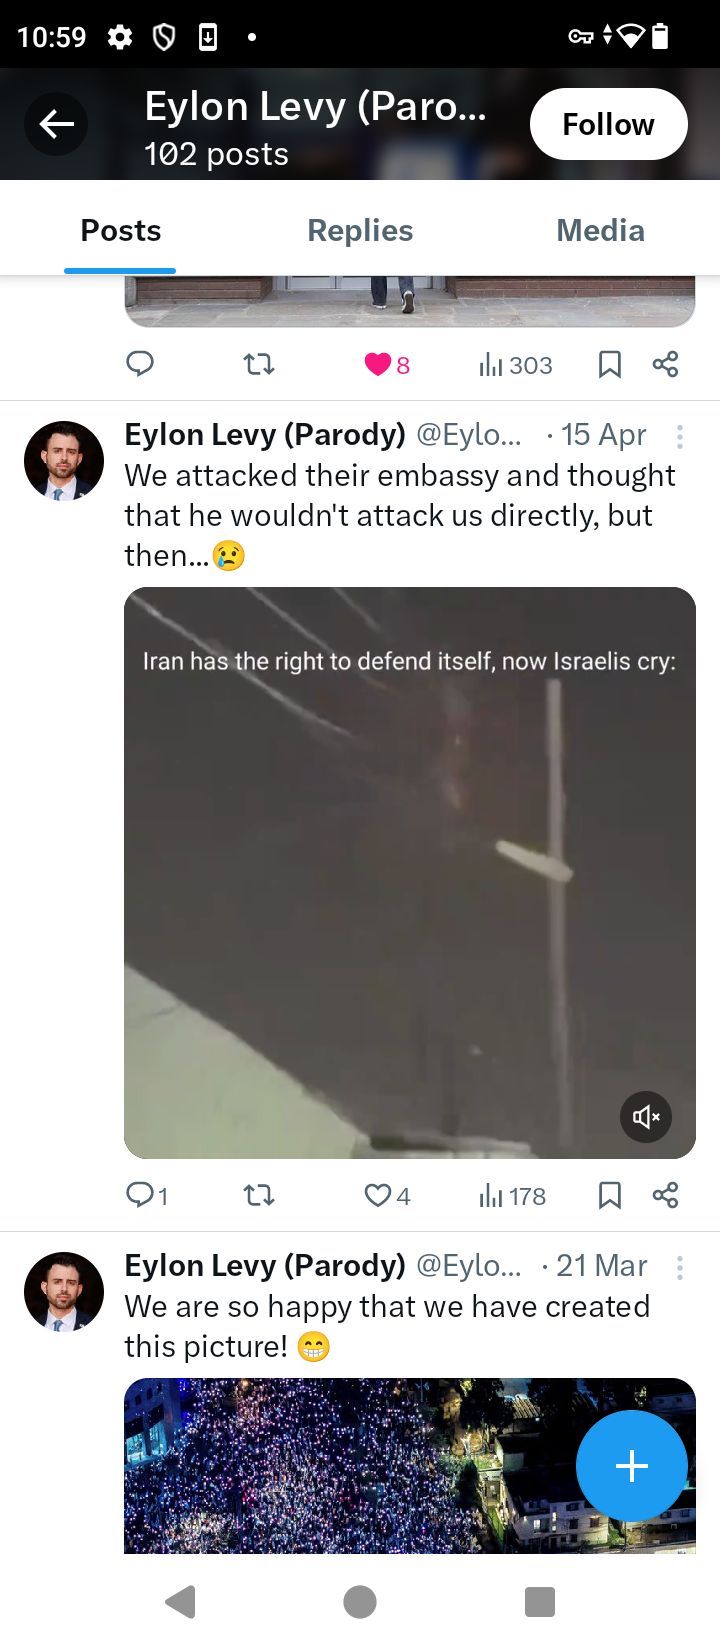 10:59
Eylon Levy (Paro...
102 posts
Follow
Posts
Replies
Media
8
303
Eylon Levy (Parody) @Eylo... · 15 Apr
We attacked their embassy and thought
that he wouldn't attack us directly, but
then...😢
Iran has the right to defend itself, now Israelis cry:
1
4
178
Eylon Levy (Parody) @Eylo... · 21 Mar
We are so happy that we have created
this picture! 😁